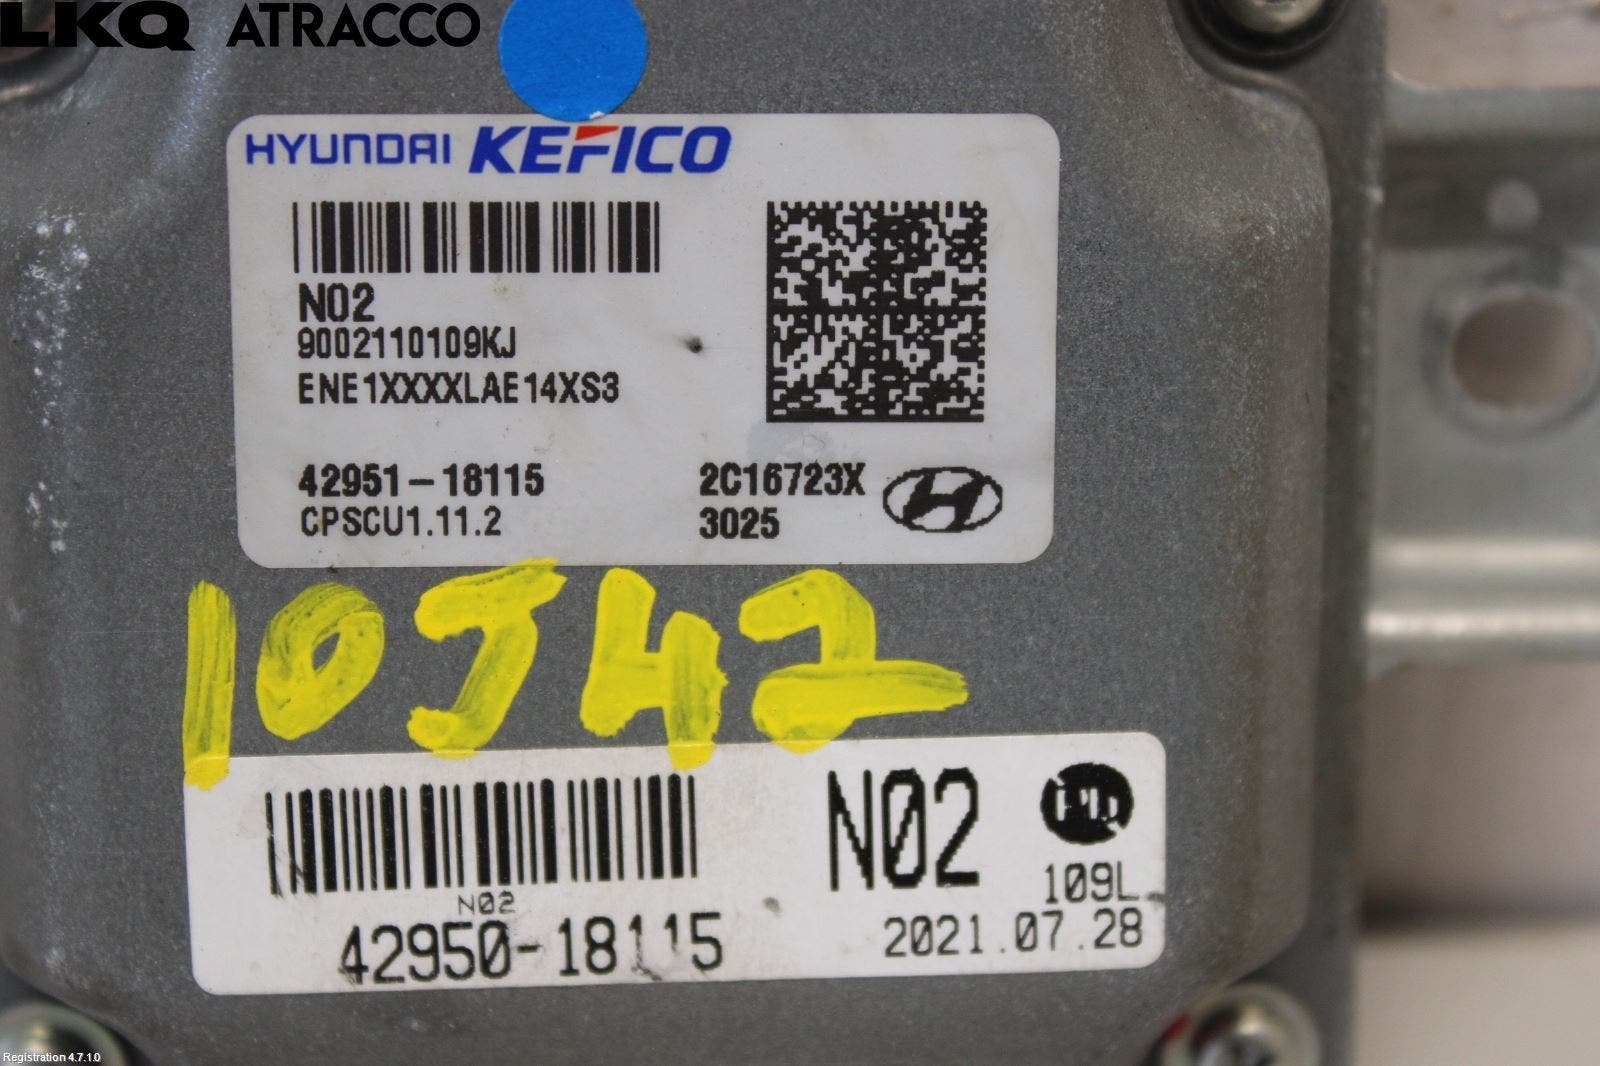 LKQ ATRACCO
HYUNDAI KEFICO
N02
9002110109KJ
ENE1XXXXLAE14XS3
42951-18115 2C16723X
CPSCU1.11.2 3025
10J42
N02
N02
109L
42950-18115
2021.07.28
Registration 4.7.1.0